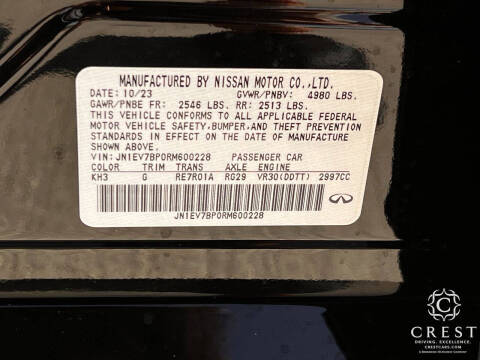 MANUFACTURED BY NISSAN MOTOR CO.,LTD.
DATE: 10/23 GVWR/PNBV: 4980 LBS.
GAWR/PNBE FR: 2546 LBS. RR: 2513 LBS.
THIS VEHICLE CONFORMS TO ALL APPLICABLE FEDERAL
MOTOR VEHICLE SAFETY,BUMPER,AND THEFT PREVENTION
STANDARDS IN EFFECT ON THE DATE OF MANUFACTURE
SHOWN ABOVE.
VIN: JN1EV7BP0RM600228 PASSENGER CAR
COLOR TRIM TRANS AXLE ENGINE
KH3 G RE7R01A RG29 VR30(DDTT) 2997CC
JN1EV7BP0RM600228
CREST
DRIVING. EXCELLENCE.
CRESTCARS.COM